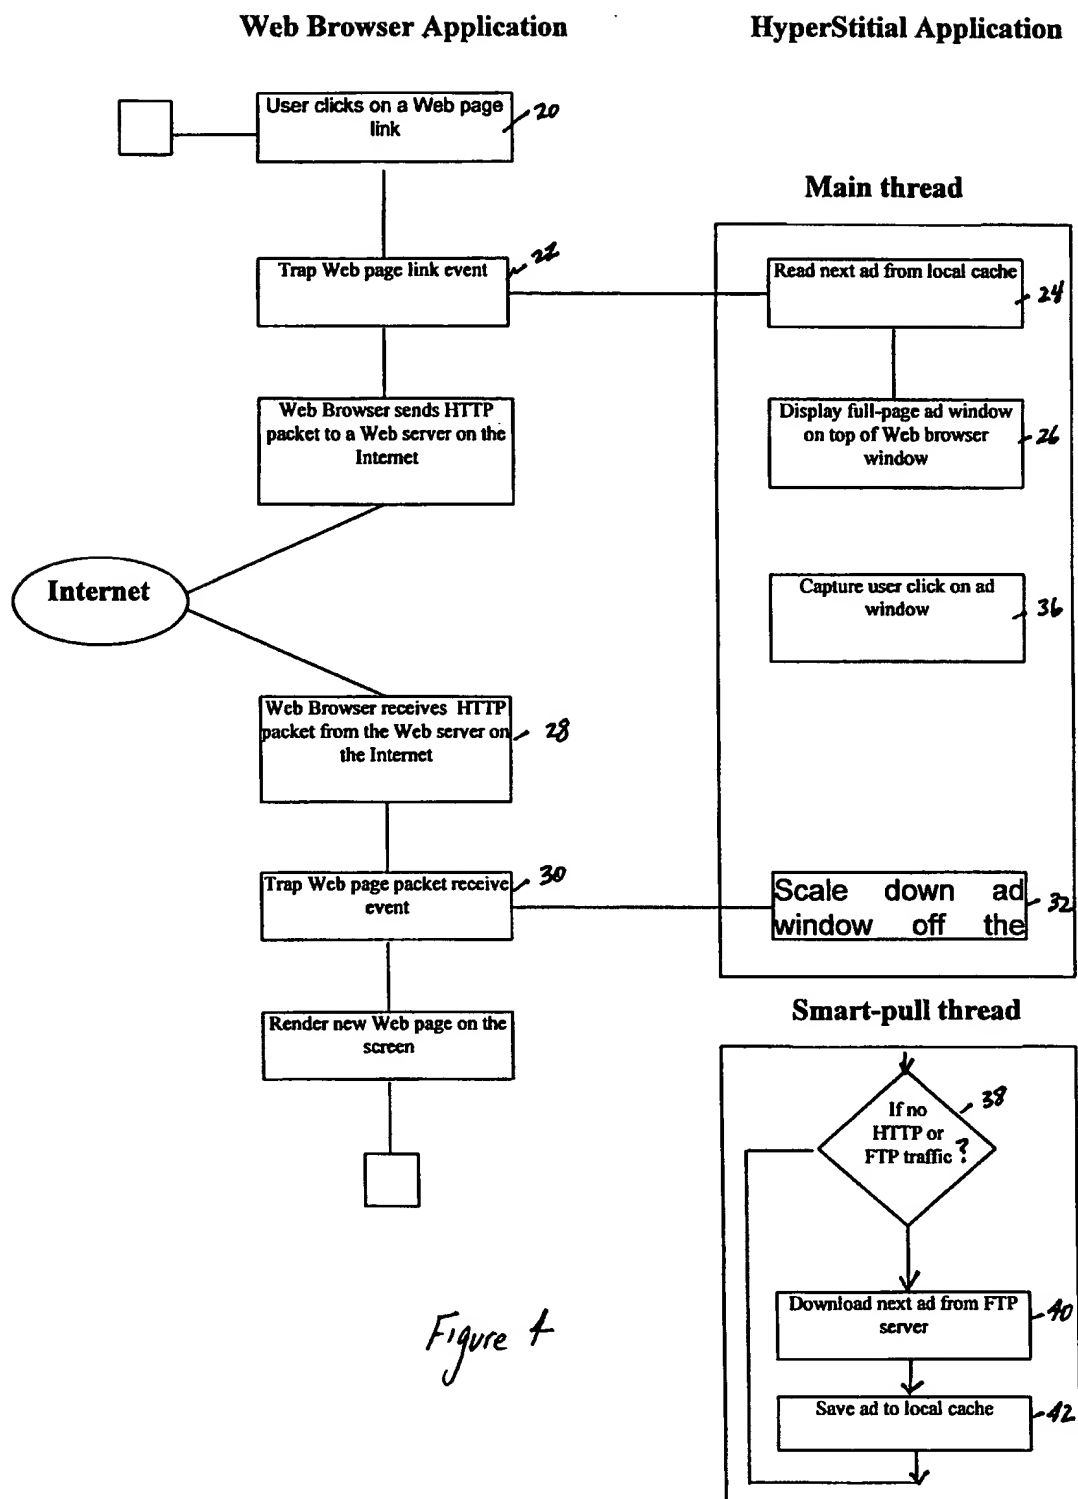 Web Browser Application
HyperStitial Application
User clicks on a Web page
link
20
Main thread
Trap Web page link event
22
Read next ad from local cache
24
Web Browser sends HTTP
packet to a Web server on the
Internet
Display full-page ad window
on top of Web browser
window
26
Internet
Capture user click on ad
window
36
Web Browser receives HTTP
packet from the Web server on
the Internet
28
Trap Web page packet receive
event
30
Scale down ad
window off the
32
Render new Web page on the
screen
Smart-pull thread
If no
HTTP or
FTP traffic ?
38
Download next ad from FTP
server
40
Save ad to local cache
42
Figure 4